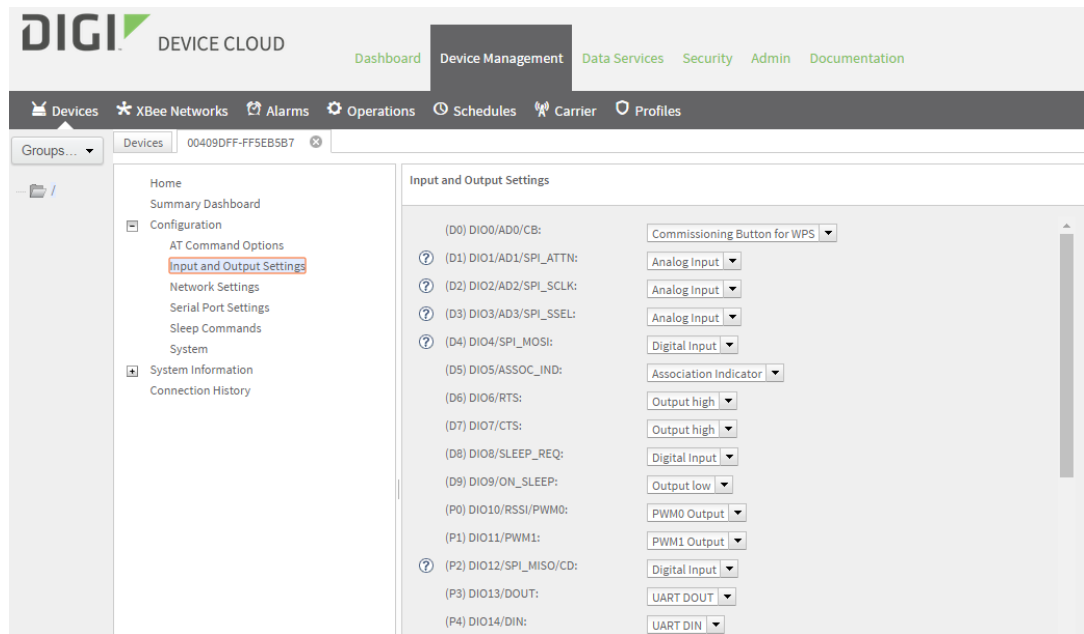 DIGI DEVICE CLOUD
Dashboard Device Management Data Services Security Admin Documentation
Devices XBee Networks Alarms Operations Schedules Carrier Profiles
Groups...
Devices 00409DFF-FF5EB5B7
/
Home
Summary Dashboard
Configuration
AT Command Options
Input and Output Settings
Network Settings
Serial Port Settings
Sleep Commands
System
System Information
Connection History
Input and Output Settings
(D0) DIO0/AD0/CB: Commissioning Button for WPS
? (D1) DIO1/AD1/SPI_ATTN: Analog Input
? (D2) DIO2/AD2/SPI_SCLK: Analog Input
? (D3) DIO3/AD3/SPI_SSEL: Analog Input
? (D4) DIO4/SPI_MOSI: Digital Input
(D5) DIO5/ASSOC_IND: Association Indicator
(D6) DIO6/RTS: Output high
(D7) DIO7/CTS: Output high
(D8) DIO8/SLEEP_REQ: Digital Input
(D9) DIO9/ON_SLEEP: Output low
(P0) DIO10/RSSI/PWM0: PWM0 Output
(P1) DIO11/PWM1: PWM1 Output
? (P2) DIO12/SPI_MISO/CD: Digital Input
(P3) DIO13/DOUT: UART DOUT
(P4) DIO14/DIN: UART DIN